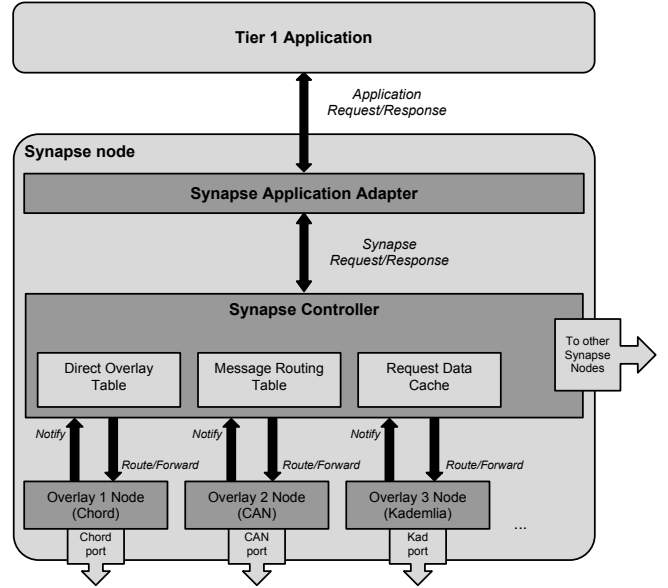 Tier 1 Application
Application
Request/Response
Synapse node
Synapse Application Adapter
Synapse
Request/Response
Synapse Controller
To other
Synapse
Nodes
Direct Overlay
Table
Message Routing
Table
Request Data
Cache
Notify
Route/Forward
Notify
Route/Forward
Notify
Route/Forward
Overlay 1 Node
(Chord)
Overlay 2 Node
(CAN)
Overlay 3 Node
(Kademlia)
...
Chord
port
CAN
port
Kad
port